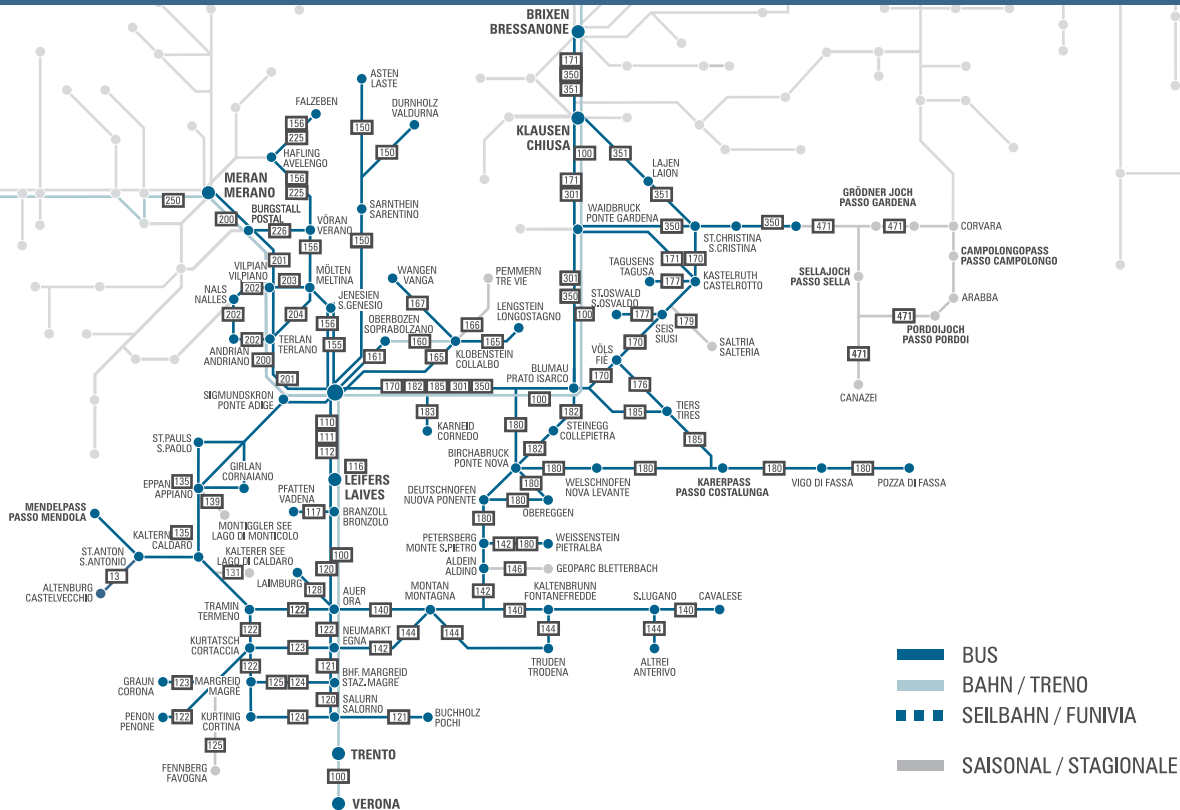 BRIXEN
BRESSANONE
171
350
351
ASTEN
LASTE
FALZEBEN
DURNHOLZ
VALDURNA
156
225
150
150
KLAUSEN
CHIUSA
100
351
HAFLING
AVELENGO
156
225
LAJEN
LAION
351
171
301
MERAN
MERANO
250
200
BURGSTALL
POSTAL
226
VÖRAN
VERANO
156
201
SARNTHEIN
SARENTINO
150
WAIDBRUCK
PONTE GARDENA
350
ST.CHRISTINA
S.CRISTINA
350
471
GRÖDNER JOCH
PASSO GARDENA
471
CORVARA
CAMPOLONGOPASS
PASSO CAMPOLONGO
171
170
TAGUSENS
TAGUSA
177
KASTELRUTH
CASTELROTTO
SELLAJOCH
PASSO SELLA
ARABBA
471
PORDOIJOCH
PASSO PORDOI
471
CANAZEI
VILPIAN
VILPIANO
203
MÖLTEN
MELTINA
WANGEN
VANGA
PEMMERN
TRE VIE
301
350
100
ST.OSWALD
S.OSVALDO
177
179
SEIS
SIUSI
SALTRIA
SALTERIA
NALS
NALLES
202
202
204
JENESIEN
S.GENESIO
156
155
167
166
LENGSTEIN
LONGOSTAGNO
OBERBOZEN
SOPRABOLZANO
160
165
161
165
KLOBENSTEIN
COLLALBO
170
VÖLS
FIÈ
170
176
202
TERLAN
TERLANO
ANDRIAN
ANDRIANO
200
201
BLUMAU
PRATO ISARCO
TIERS
TIRES
185
185
SIGMUNDSKRON
PONTE ADIGE
170
182
185
301
350
100
183
KARNEID
CORNEDO
182
STEINEGG
COLLEPIETRA
180
182
BIRCHABRUCK
PONTE NOVA
110
111
112
116
LEIFERS
LAIVES
ST.PAULS
S.PAOLO
GIRLAN
CORNAIANO
EPPAN
APPIANO
135
139
MONTIGGLER SEE
LAGO DI MONTICOLO
180
WELSCHNOFEN
NOVA LEVANTE
180
KARERPASS
PASSO COSTALUNGA
180
VIGO DI FASSA
180
POZZA DI FASSA
PFATTEN
VADENA
117
BRANZOLL
BRONZOLO
DEUTSCHNOFEN
NUOVA PONENTE
180
180
OBEREGGEN
180
MENDELPASS
PASSO MENDOLA
135
KALTERN
CALDARO
KALTERER SEE
LAGO DI CALDARO
131
ST.ANTON
S.ANTONIO
13
ALTENBURG
CASTELVECCHIO
PETERSBERG
MONTE S.PIETRO
142
180
WEISSENSTEIN
PIETRALBA
ALDEIN
ALDINO
146
GEOPARC BLETTERBACH
142
100
120
LAIMBURG
128
AUER
ORA
TRAMIN
TERMENO
122
140
MONTAN
MONTAGNA
140
KALTENBRUNN
FONTANEFREDDE
S.LUGANO
140
CAVALESE
122
122
NEUMARKT
EGNA
142
144
144
144
TRUDEN
TRODENA
144
ALTREI
ANTERIVO
KURTATSCH
CORTACCIA
123
122
121
BHF. MARGREID
STAZ. MAGRÈ
GRAUN
CORONA
123
MARGREID
MAGRÈ
125
124
120
SALURN
SALORNO
PENON
PENONE
122
KURTINIG
CORTINA
124
121
BUCHHOLZ
POCHI
125
FENNBERG
FAVOGNA
TRENTO
100
VERONA
BUS
BAHN / TRENO
SEILBAHN / FUNIVIA
SAISONAL / STAGIONALE